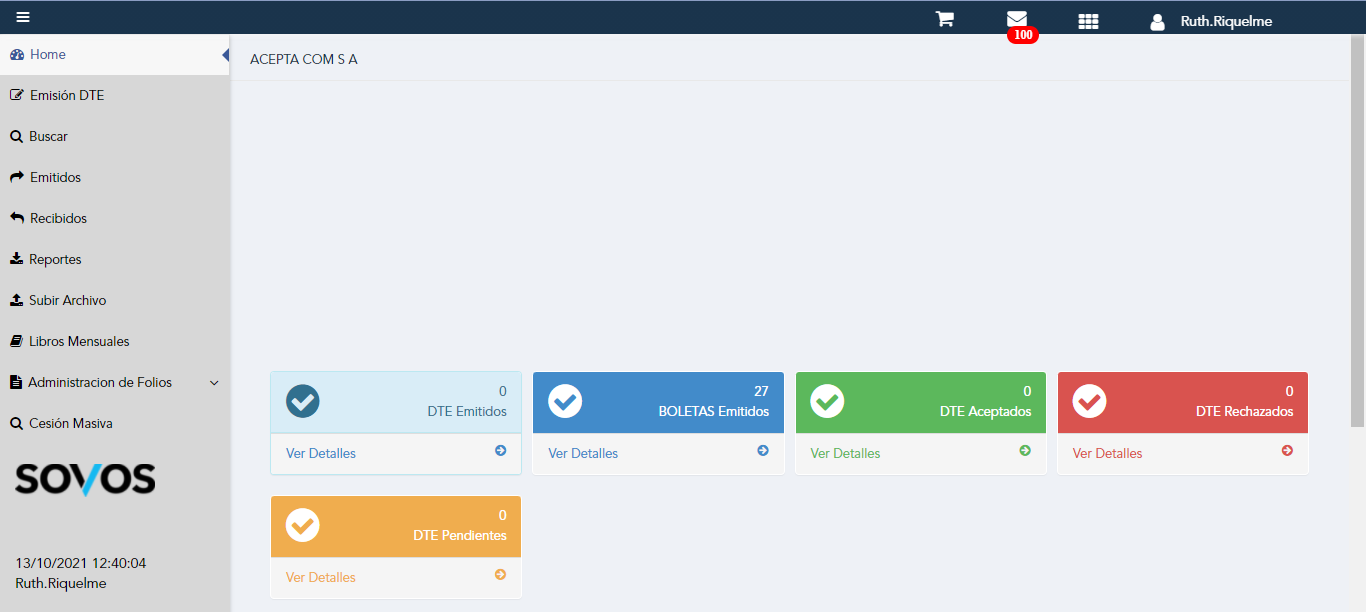 100
Ruth.Riquelme
Home
Emisión DTE
Buscar
Emitidos
Recibidos
Reportes
Subir Archivo
Libros Mensuales
Administracion de Folios
Cesión Masiva
SOVOS
13/10/2021 12:40:04
Ruth.Riquelme
ACEPTA COM S A
0
DTE Emitidos
Ver Detalles
27
BOLETAS Emitidos
Ver Detalles
0
DTE Aceptados
Ver Detalles
0
DTE Rechazados
Ver Detalles
0
DTE Pendientes
Ver Detalles